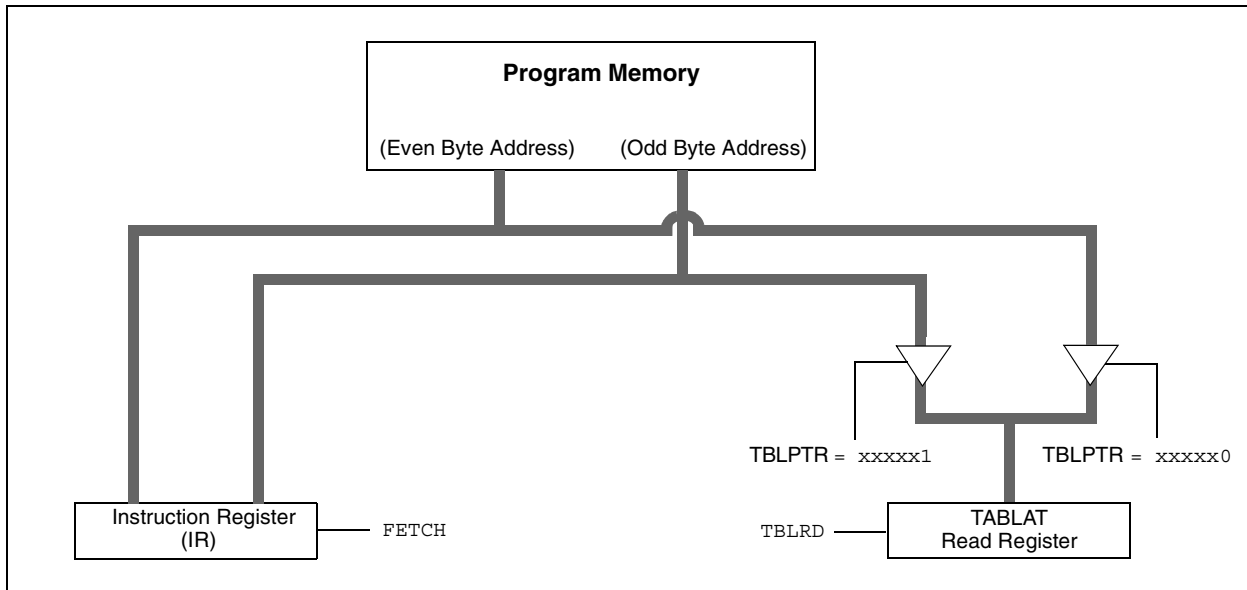 Program Memory
(Even Byte Address) (Odd Byte Address)
TBLPTR = xxxxx1 TBLPTR = xxxxx0
Instruction Register
(IR)
FETCH
TBLRD
TABLAT
Read Register